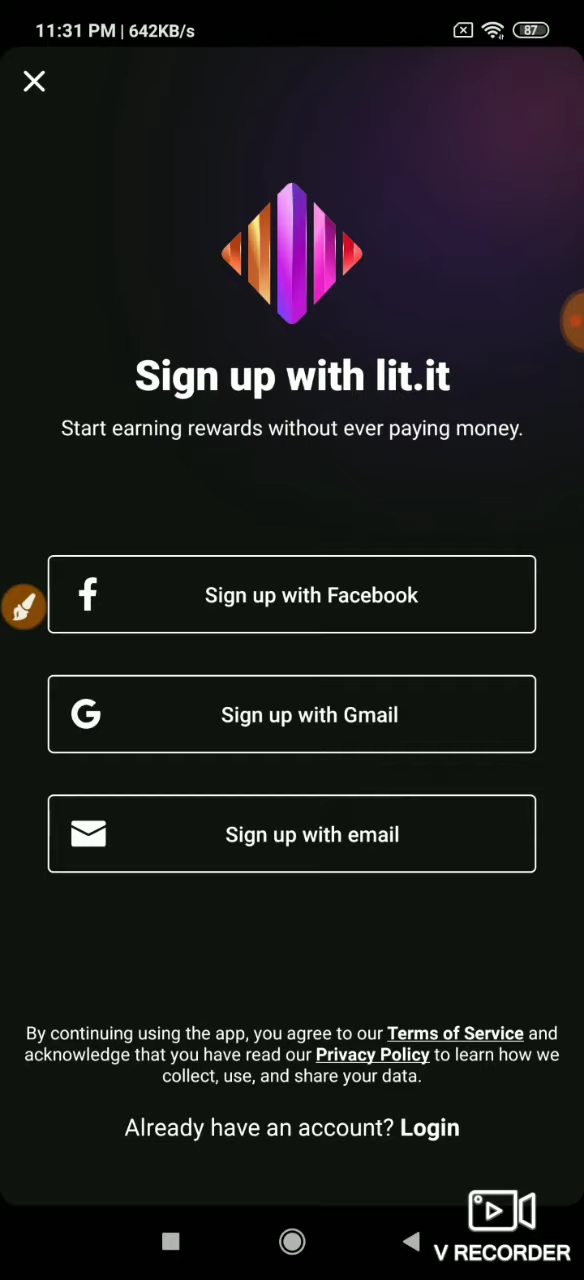 11:31 PM | 642KB/s
87
Sign up with lit.it
Start earning rewards without ever paying money.
Sign up with Facebook
Sign up with Gmail
Sign up with email
By continuing using the app, you agree to our Terms of Service and
acknowledge that you have read our Privacy Policy to learn how we
collect, use, and share your data.
Already have an account? Login
V RECORDER